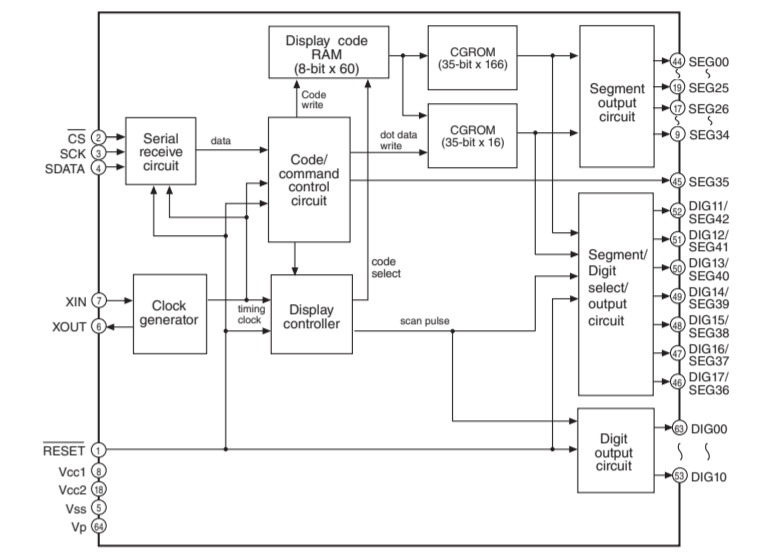 Display code
RAM
(8-bit x 60)
CGROM
(35-bit x 166)
CGROM
(35-bit x 16)
Segment
output
circuit
44 SEG00
19 SEG25
17 SEG26
9 SEG34
Code
write
CS 2
SCK 3
SDATA 4
Serial
receive
circuit
data
Code/
command
control
circuit
dot data
write
45 SEG35
52 DIG11/
SEG42
51 DIG12/
SEG41
50 DIG13/
SEG40
49 DIG14/
SEG39
48 DIG15/
SEG38
47 DIG16/
SEG37
46 DIG17/
SEG36
Segment/
Digit
select/
output
circuit
code
select
XIN 7
XOUT 6
Clock
generator
timing
clock
Display
controller
scan pulse
RESET 1
Vcc1 8
Vcc2 18
Vss 5
Vp 64
Digit
output
circuit
63 DIG00
53 DIG10